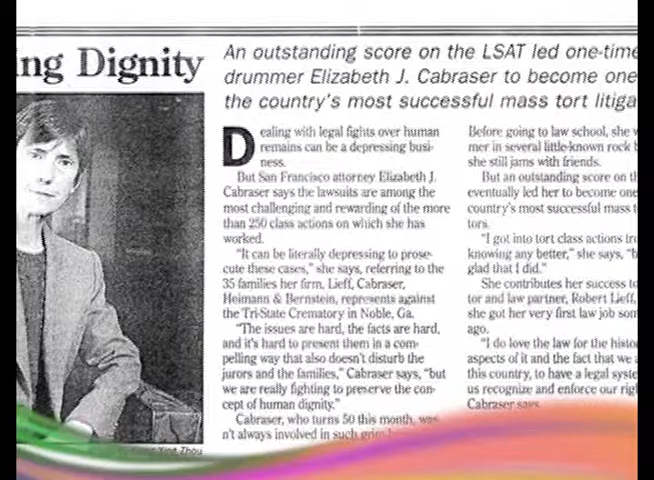 ing Dignity
An outstanding score on the LSAT led one-time
drummer Elizabeth J. Cabraser to become one
the country's most successful mass tort litiga
Dealing with legal fights over human
remains can be a depressing busi-
ness.
But San Francisco attorney Elizabeth J.
Cabraser says the lawsuits are among the
most challenging and rewarding of the more
than 250 class actions on which she has
worked.
"It can be literally depressing to prose-
cute these cases," she says, referring to the
35 families her firm, Lieff, Cabraser,
Heimann & Bernstein, represents against
the Tri-State Crematory in Noble, Ga.
"The issues are hard, the facts are hard,
and it's hard to present them in a com-
pelling way that also doesn't disturb the
jurors and the families," Cabraser says, "but
we are really fighting to preserve the con-
cept of human dignity."
Cabraser, who turns 50 this month, was
n't always involved in such
Before going to law school, she w
mer in several little-known rock b
she still jams with friends.
But an outstanding score on th
eventually led her to become one
country's most successful mass t
tors.
"I got into tort class actions fro
knowing any better," she says, "b
glad that I did."
She contributes her success to
tor and law partner, Robert Lieff,
she got her very first law job som
ago.
"I do love the law for the histo
aspects of it and the fact that we
this country, to have a legal syste
us recognize and enforce our rig
Cabraser says.
Zhou